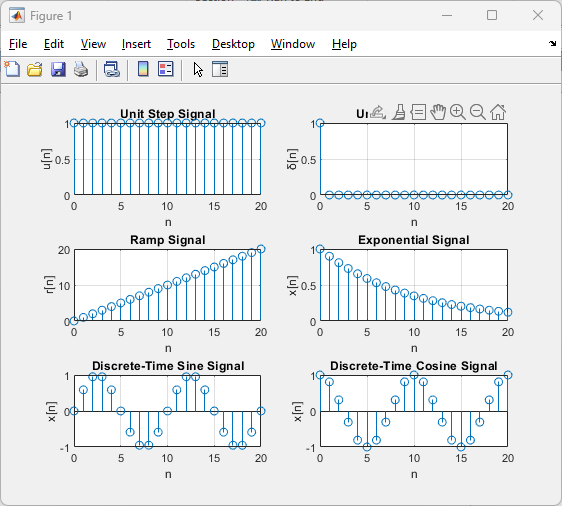 Figure 1
File Edit View Insert Tools Desktop Window Help
Unit Step Signal
1
0.5
0
u[n]
0 5 10 15 20
n
1
0.5
0
δ[n]
0 5 10 15 20
n
Ramp Signal
20
10
0
r[n]
0 5 10 15 20
n
Exponential Signal
1
0.5
0
x[n]
0 5 10 15 20
n
Discrete-Time Sine Signal
1
0
-1
x[n]
0 5 10 15 20
n
Discrete-Time Cosine Signal
1
0
-1
x[n]
0 5 10 15 20
n